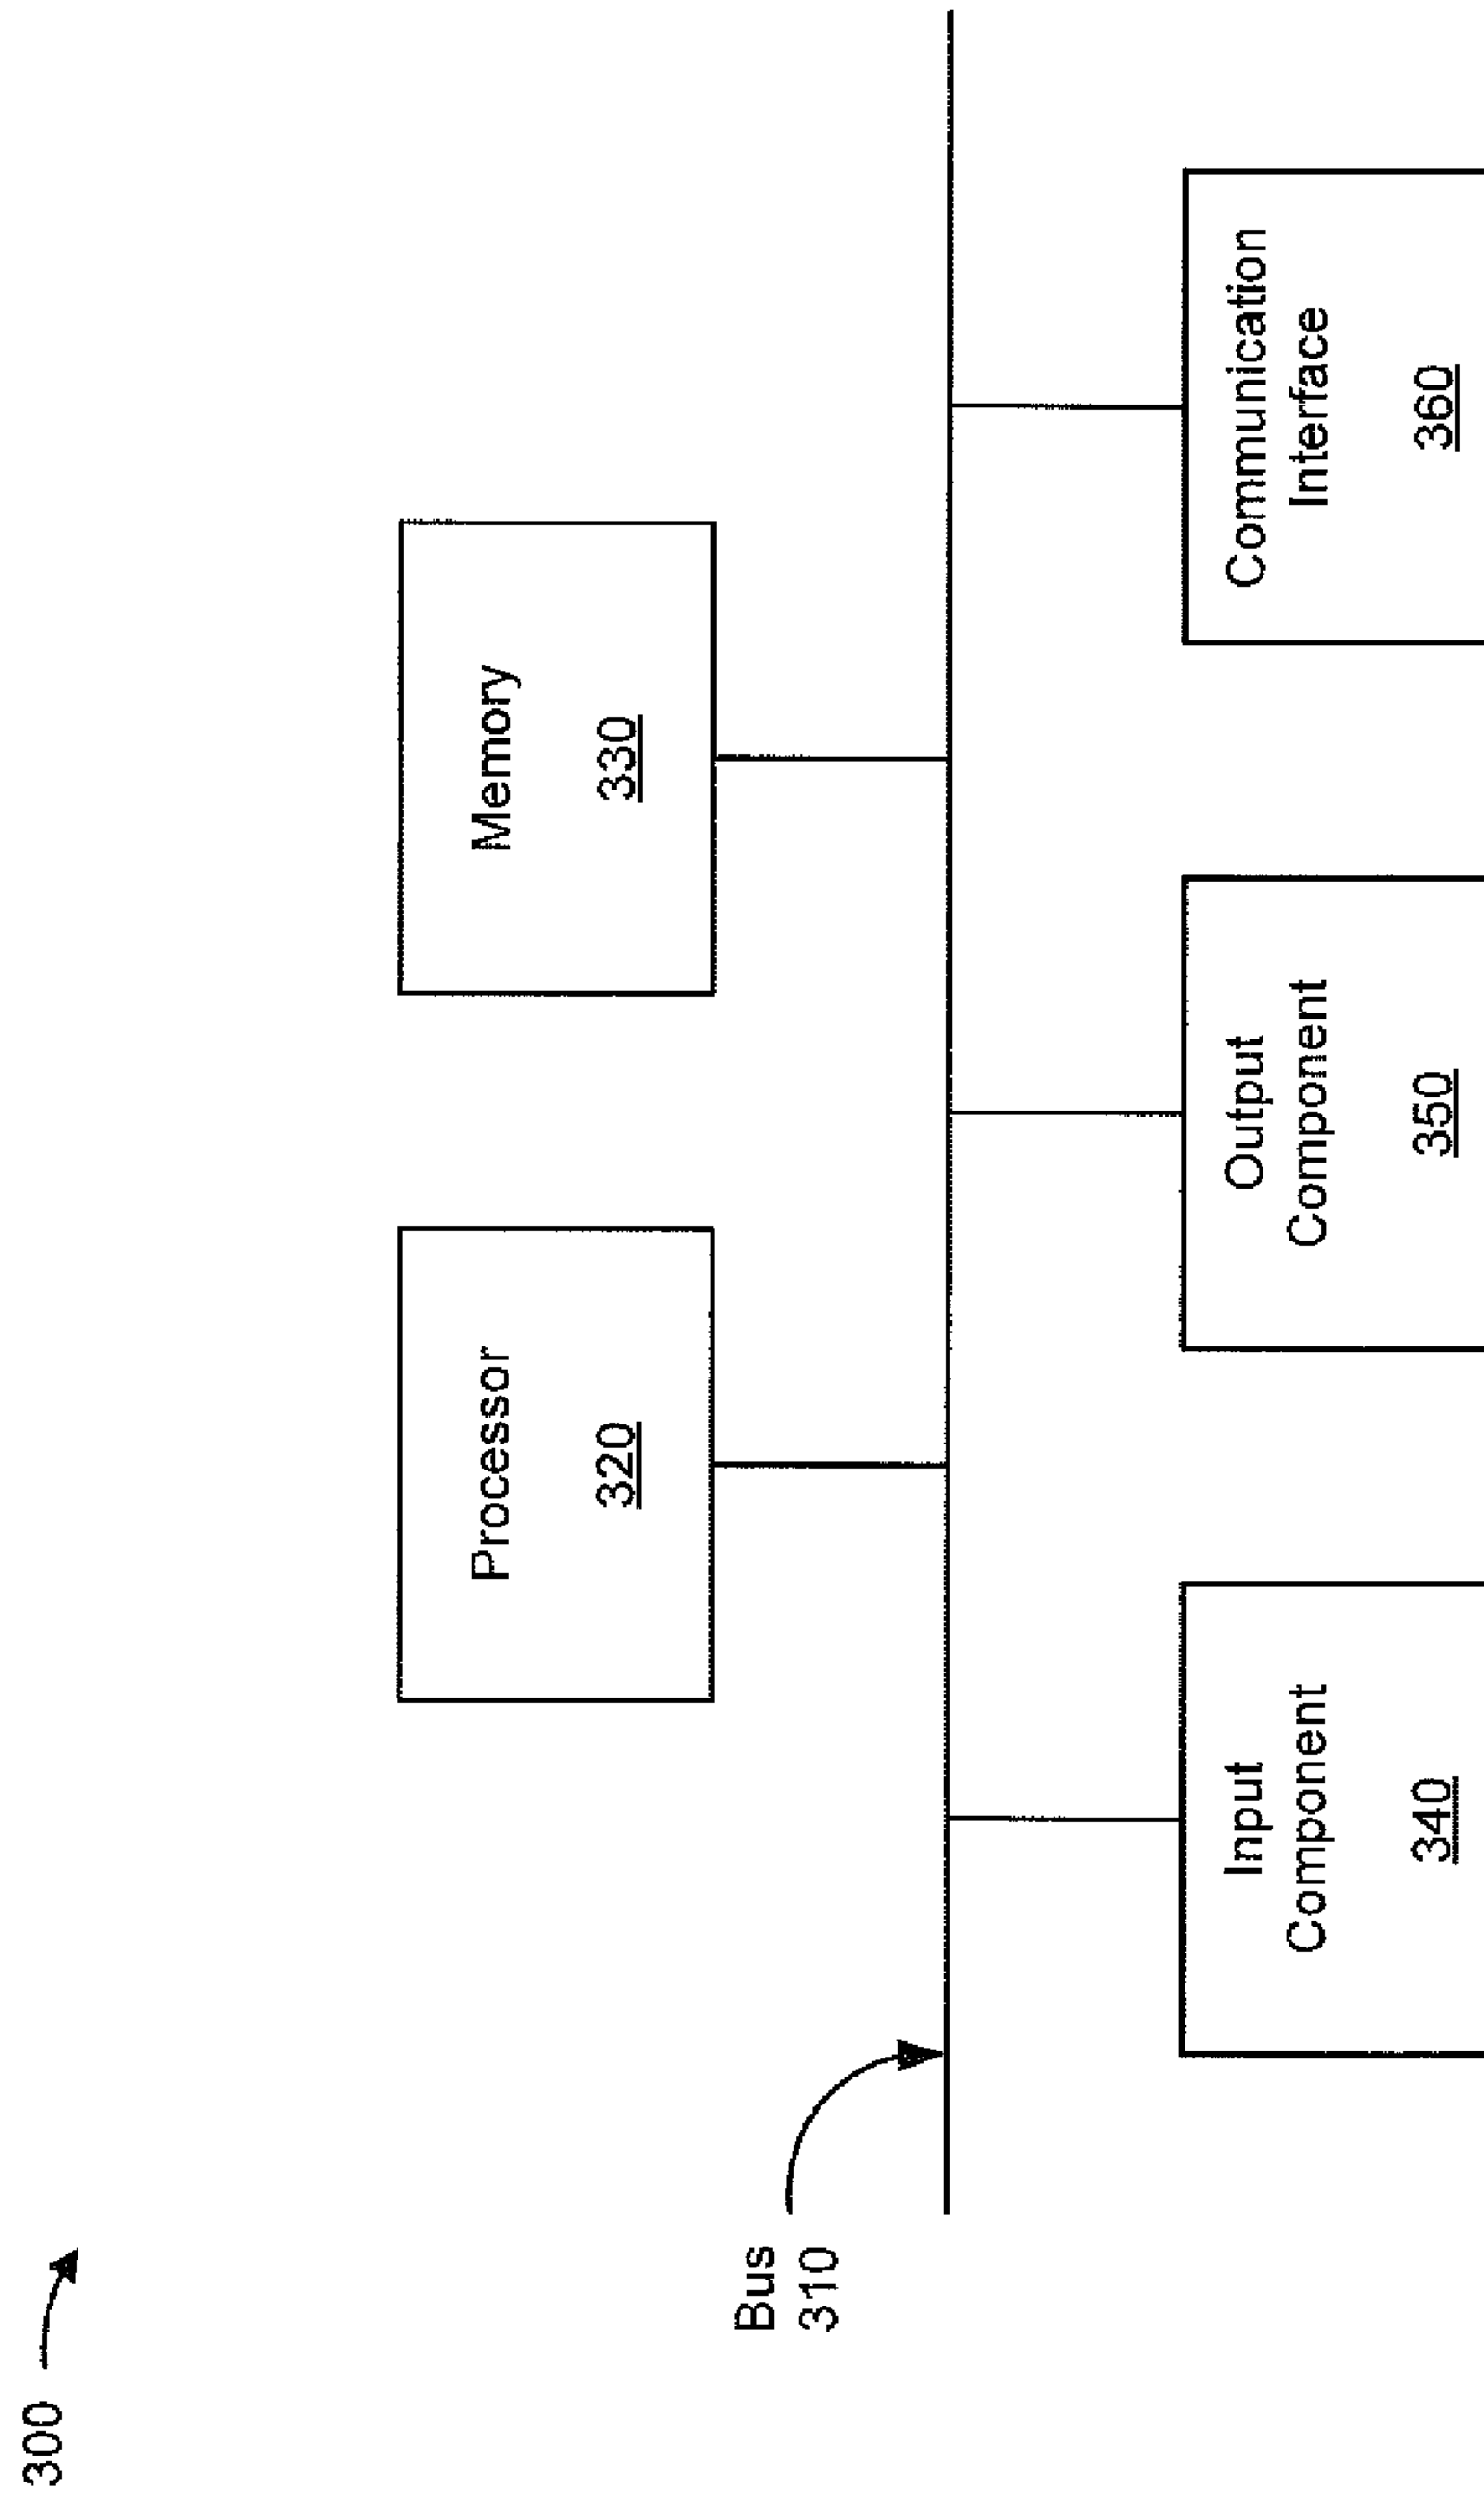 300
Processor
320
Memory
330
Bus
310
Input
Component
340
Output
Component
350
Communication
Interface
360